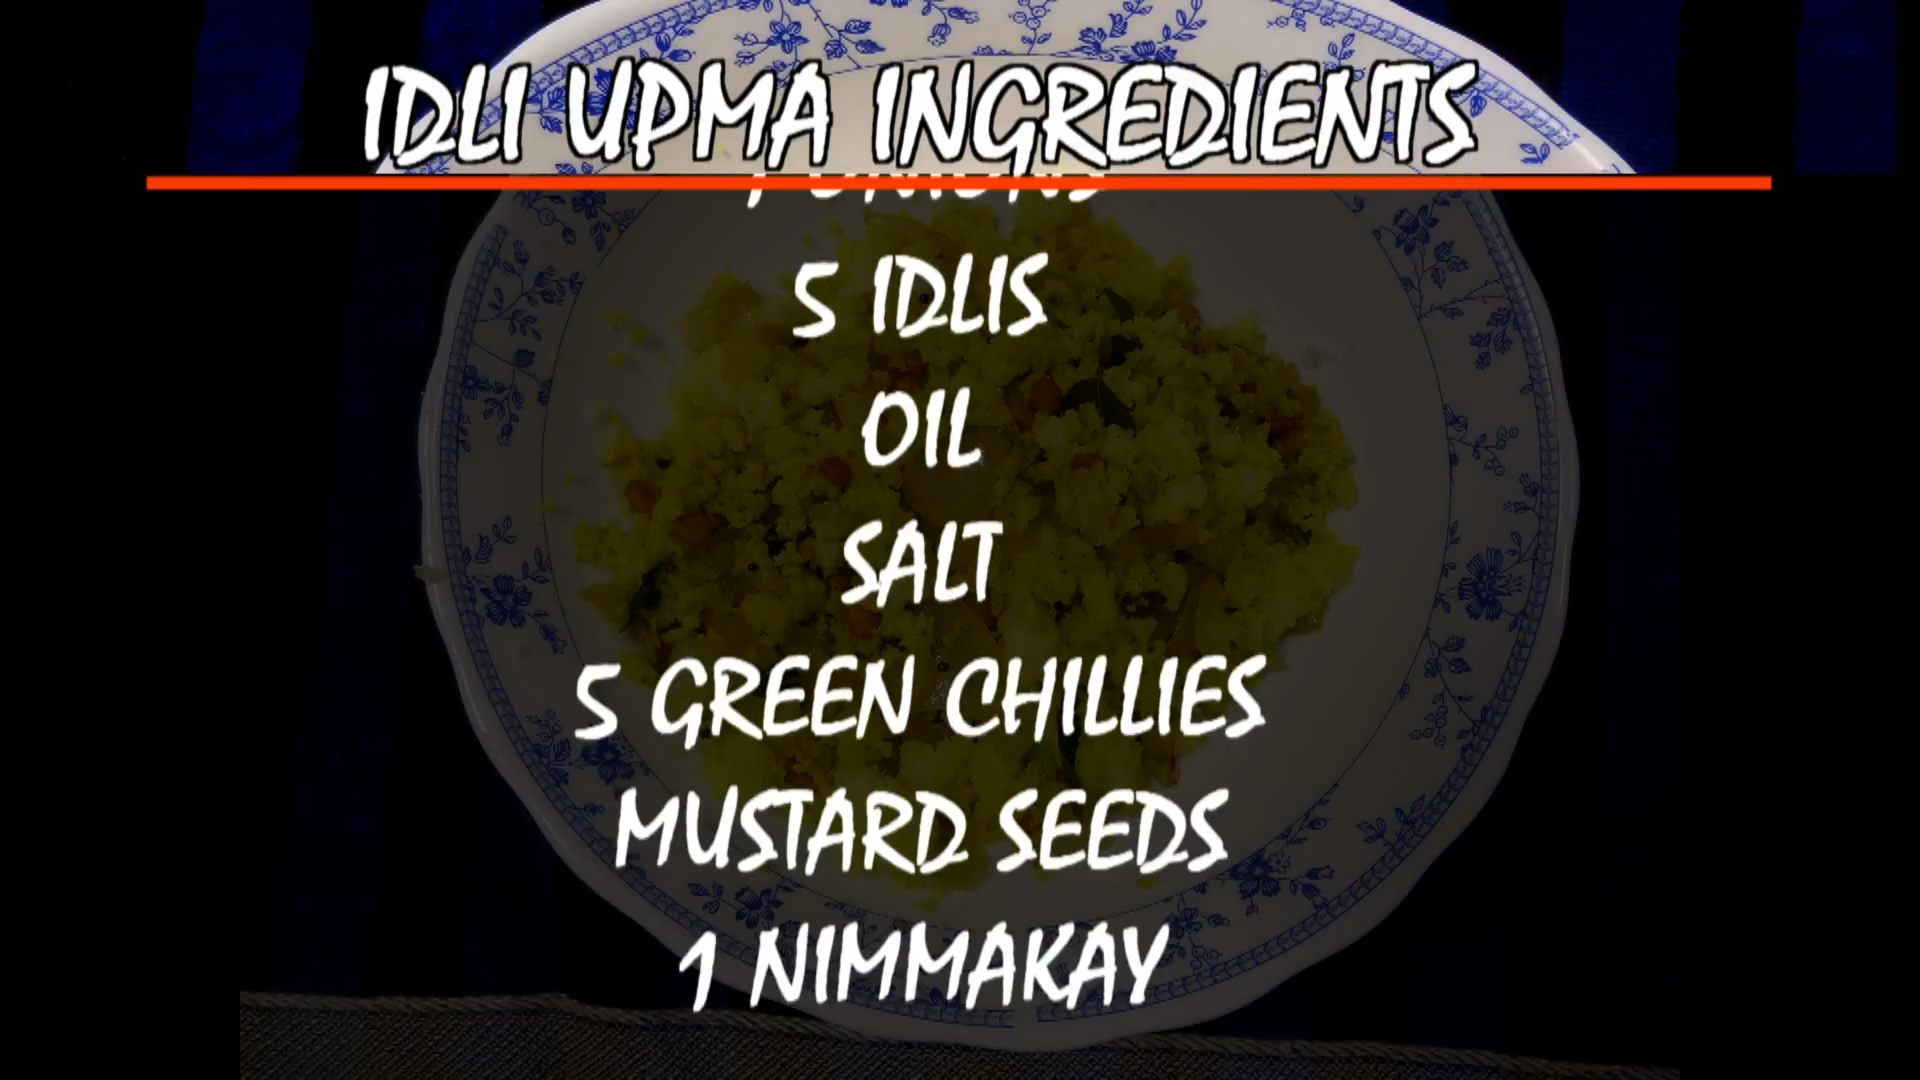 IDLI UPMA INGREDIENTS
5 IDLIS
OIL
SALT
5 GREEN CHILLIES
MUSTARD SEEDS
1 NIMMAKAY